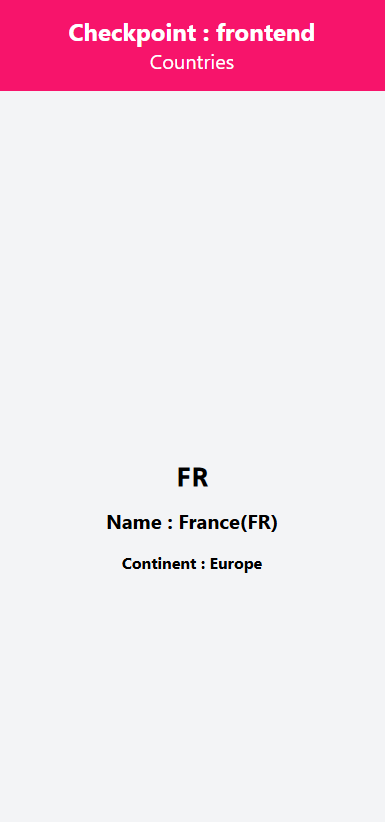 Checkpoint : frontend
Countries
FR
Name : France(FR)
Continent : Europe